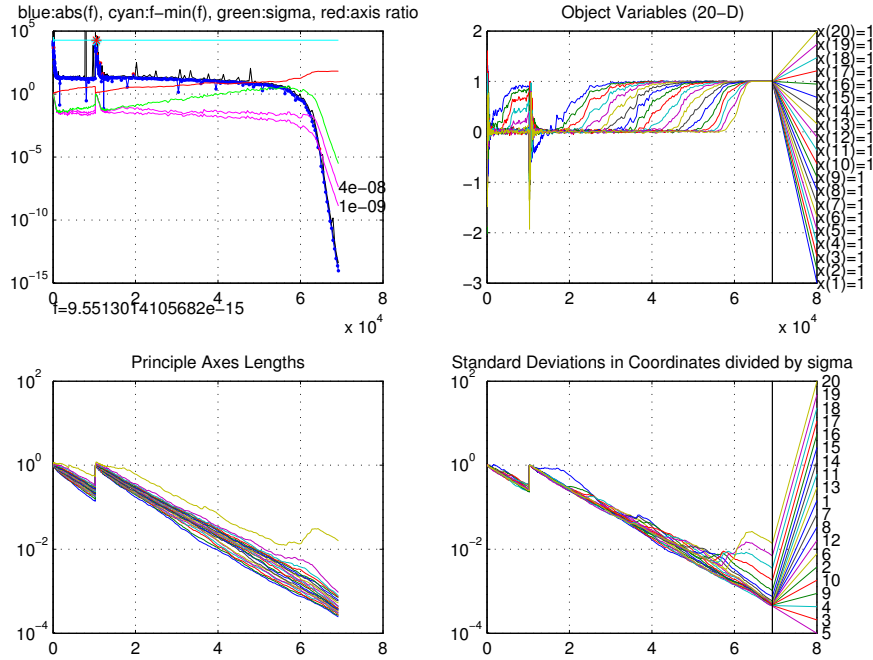 blue:abs(f), cyan:f−min(f), green:sigma, red:axis ratio
10^5
10^0
10^−5
10^−10
10^−15
4e−08
1e−09
0 2 4 6 8
x 10^4
f=9.55130141056​82e−15
Object Variables (20−D)
2
1
0
−1
−2
−3
0 2 4 6 8
x 10^4
x(20)=1
x(19)=1
x(18)=1
x(17)=1
x(16)=1
x(15)=1
x(14)=1
x(13)=1
x(12)=1
x(11)=1
x(10)=1
x(9)=1
x(8)=1
x(7)=1
x(6)=1
x(5)=1
x(4)=1
x(3)=1
x(2)=1
x(1)=1
Principle Axes Lengths
10^2
10^0
10^−2
10^−4
0 2 4 6 8
Standard Deviations in Coordinates divided by sigma
10^2
10^0
10^−2
10^−4
0 2 4 6 8
20
19
18
17
16
15
14
11
13
1
7
8
12
6
2
10
9
4
3
5